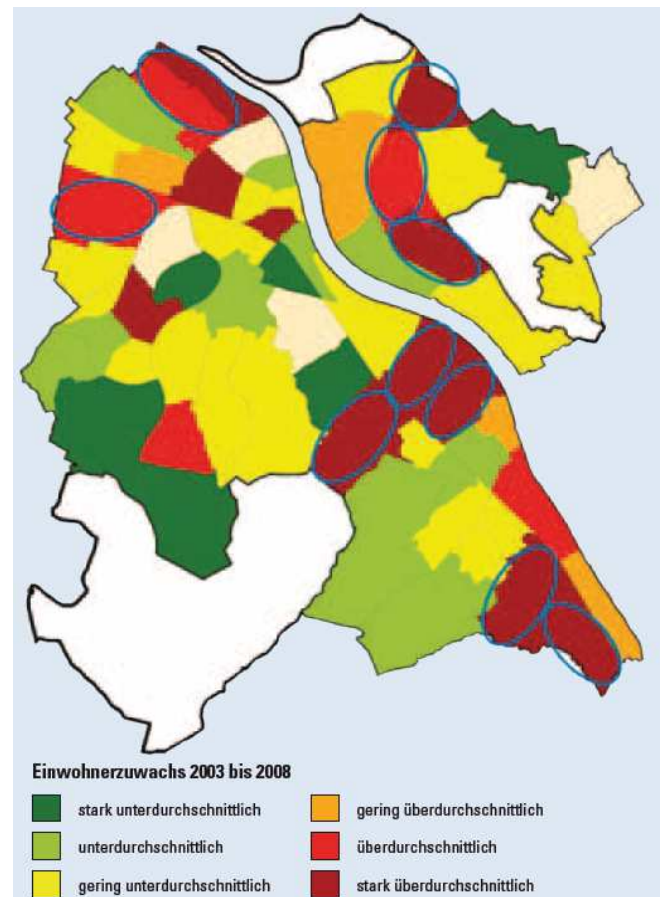 Einwohnerzuwachs 2003 bis 2008
stark unterdurchschnittlich
gering überdurchschnittlich
unterdurchschnittlich
überdurchschnittlich
gering unterdurchschnittlich
stark überdurchschnittlich